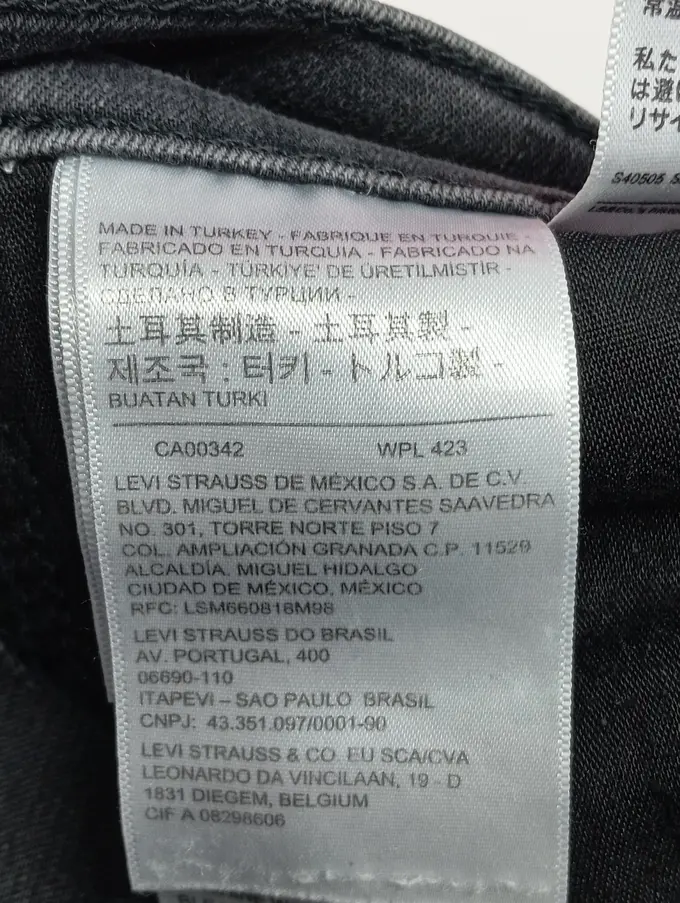 MADE IN TURKEY - FABRIQUE EN TURQUIE -
FABRICADO EN TURQUIA - FABRICADO NA
TURQUÍA - TÜRKIYE' DE ÜRETILMISTIR -
СДЕЛАНО В ТУРЦИИ -
土耳其制造 - 土耳其製 -
제조국 : 터키 - トルコ製 -
BUATAN TURKI
CA00342 WPL 423
LEVI STRAUSS DE MÉXICO S.A. DE C.V.
BLVD. MIGUEL DE CERVANTES SAAVEDRA
NO. 301, TORRE NORTE PISO 7
COL. AMPLIACIÓN GRANADA C.P. 11529
ALCALDÍA. MIGUEL HIDALGO
CIUDAD DE MÉXICO, MÉXICO
RFC: LSM660818M98
LEVI STRAUSS DO BRASIL
AV. PORTUGAL, 400
06690-110
ITAPEVI – SAO PAULO BRASIL
CNPJ: 43.351.097/0001-90
LEVI STRAUSS & CO EU SCA/CVA
LEONARDO DA VINCILAAN, 19 - D
1831 DIEGEM, BELGIUM
CIF A 08298606
常温
私た
は避け
リサイ
S40505